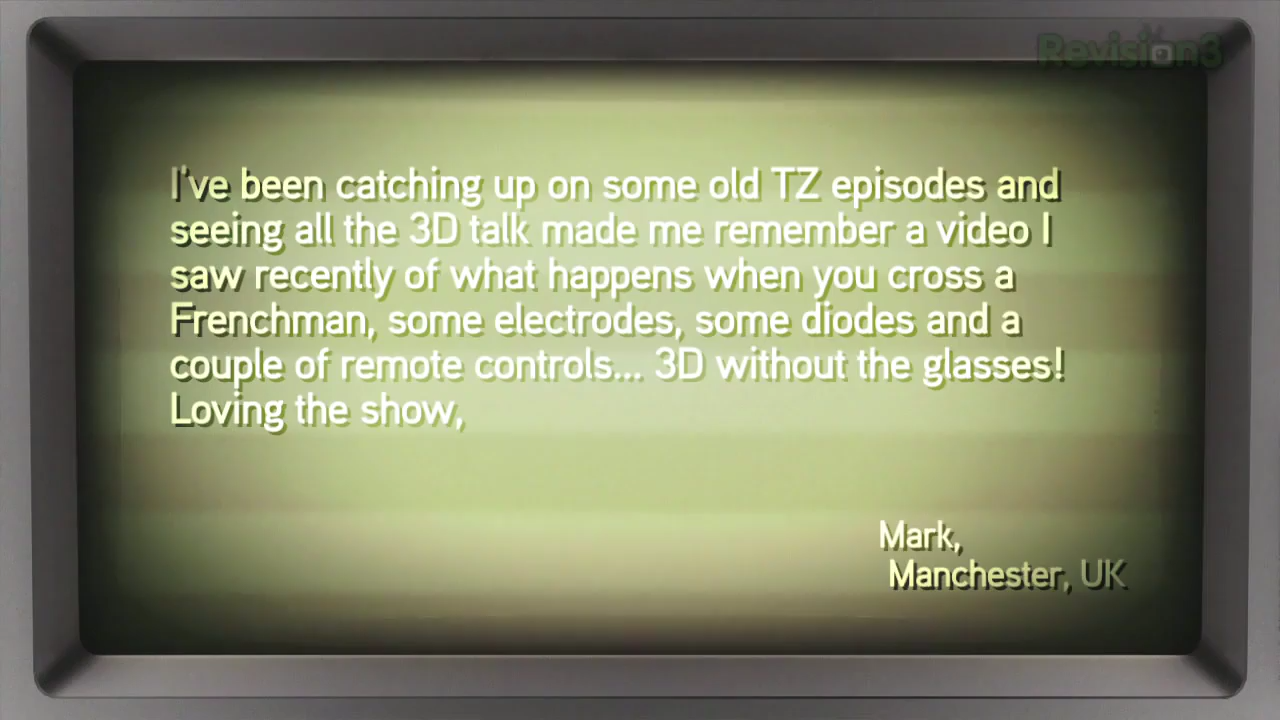 Revision3
I've been catching up on some old TZ episodes and
seeing all the 3D talk made me remember a video I
saw recently of what happens when you cross a
Frenchman, some electrodes, some diodes and a
couple of remote controls... 3D without the glasses!
Loving the show,
Mark,
Manchester, UK